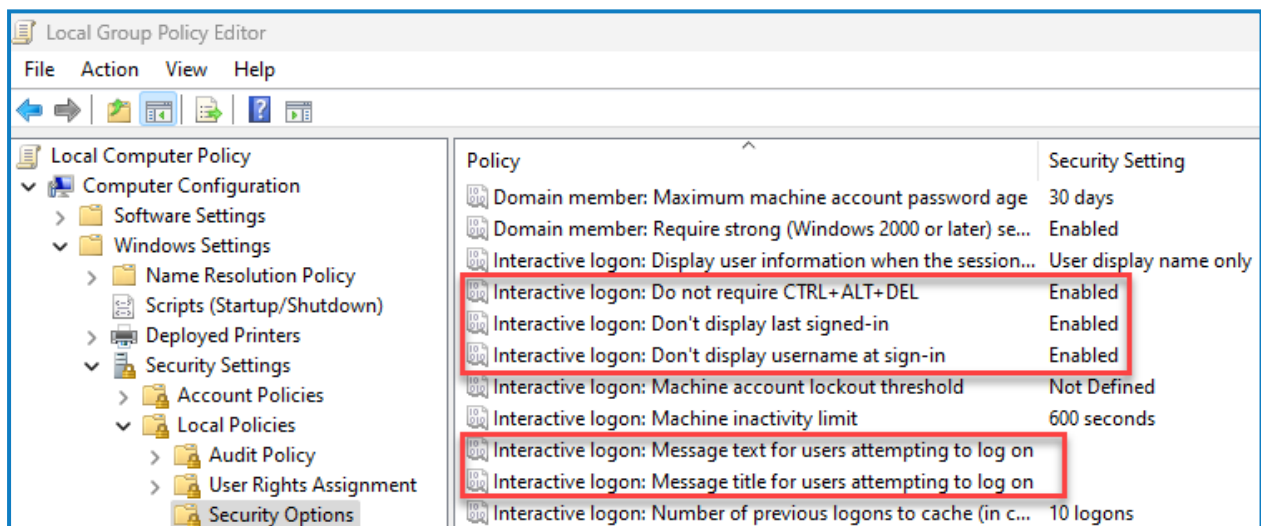 Local Group Policy Editor
File Action View Help
Local Computer Policy
Computer Configuration
Software Settings
Windows Settings
Name Resolution Policy
Scripts (Startup/Shutdown)
Deployed Printers
Security Settings
Account Policies
Local Policies
Audit Policy
User Rights Assignment
Security Options
Policy Security Setting
Domain member: Maximum machine account password age 30 days
Domain member: Require strong (Windows 2000 or later) se... Enabled
Interactive logon: Display user information when the session... User display name only
Interactive logon: Do not require CTRL+ALT+DEL Enabled
Interactive logon: Don't display last signed-in Enabled
Interactive logon: Don't display username at sign-in Enabled
Interactive logon: Machine account lockout threshold Not Defined
Interactive logon: Machine inactivity limit 600 seconds
Interactive logon: Message text for users attempting to log on
Interactive logon: Message title for users attempting to log on
Interactive logon: Number of previous logons to cache (in c... 10 logons